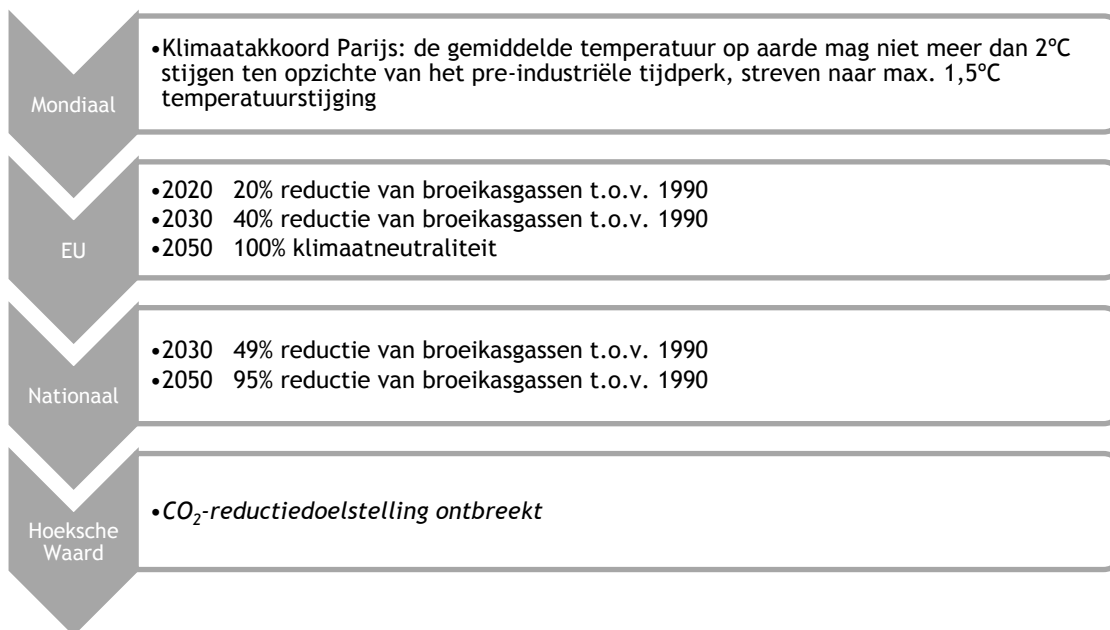 Mondiaal
•Klimaatakkoord Parijs: de gemiddelde temperatuur op aarde mag niet meer dan 2ºC
stijgen ten opzichte van het pre-industriële tijdperk, streven naar max. 1,5ºC
temperatuurstijging
EU
•2020 20% reductie van broeikasgassen t.o.v. 1990
•2030 40% reductie van broeikasgassen t.o.v. 1990
•2050 100% klimaatneutraliteit
Nationaal
•2030 49% reductie van broeikasgassen t.o.v. 1990
•2050 95% reductie van broeikasgassen t.o.v. 1990
Hoeksche
Waard
•CO₂-reductiedoelstelling ontbreekt